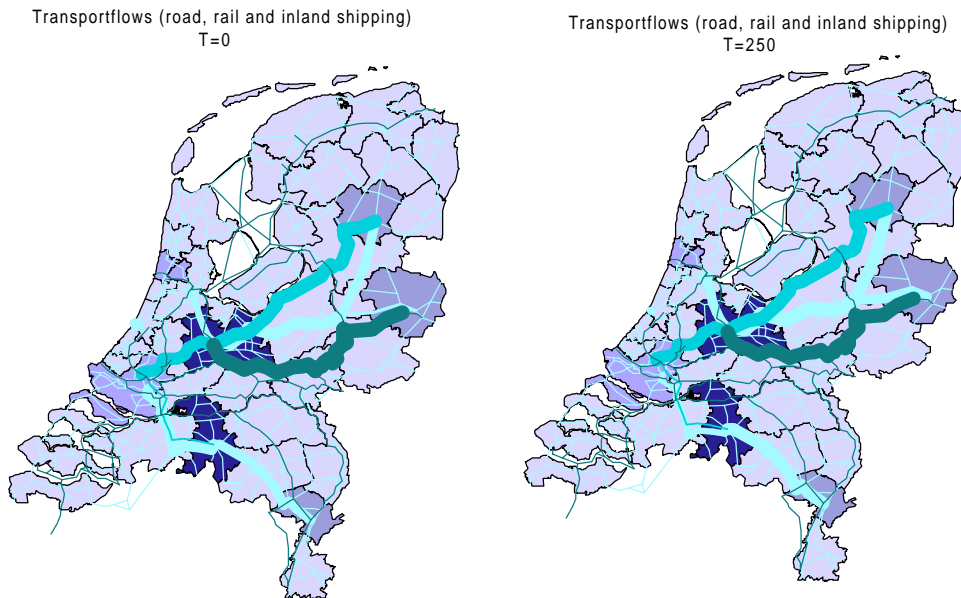 Transportflows (road, rail and inland shipping)
T=0
Transportflows (road, rail and inland shipping)
T=250